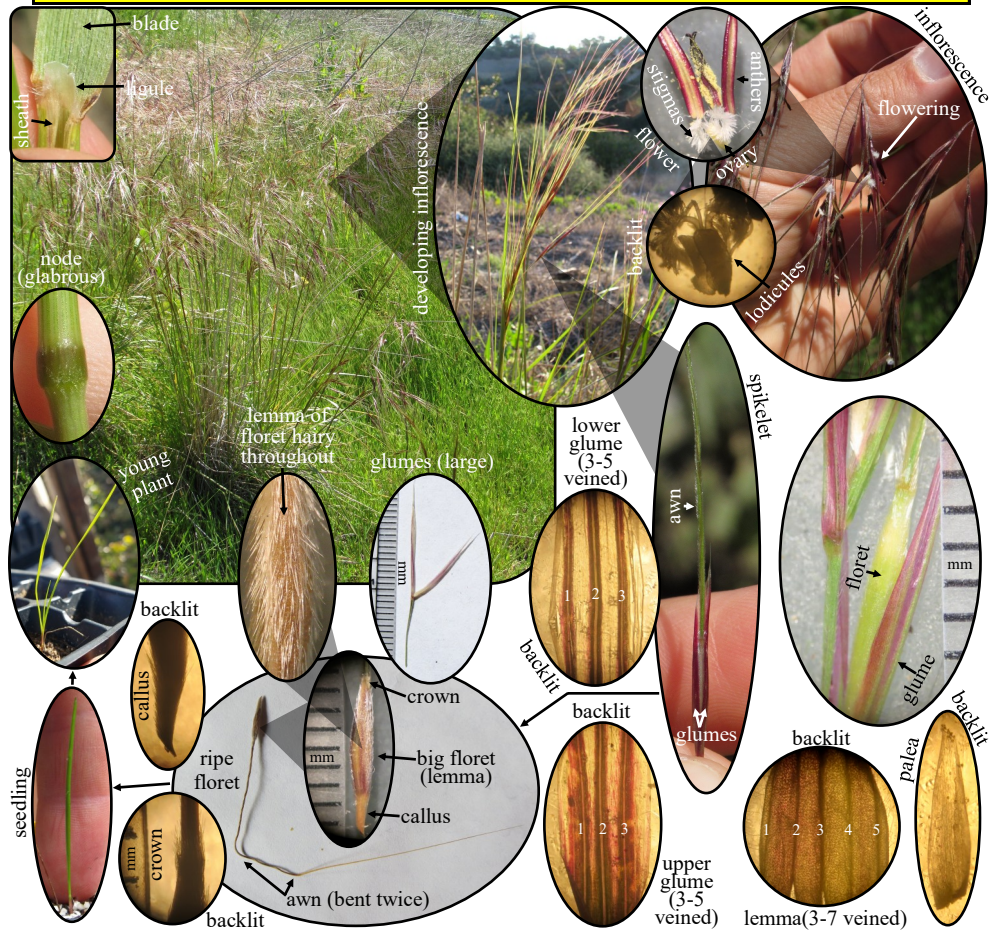 blade
ligule
sheath
node
(glabrous)
developing inflorescence
stigmas
anthers
flower
ovary
inflorescence
flowering
backlit
lodicules
young
plant
lemma of
floret hairy
throughout
glumes (large)
mm
lower
glume
(3-5
veined)
1 2 3
backlit
spikelet
awn
glumes
floret
glume
mm
backlit
callus
seedling
mm
crown
backlit
ripe
floret
mm
crown
big floret
(lemma)
callus
awn (bent twice)
backlit
1 2 3
upper
glume
(3-5
veined)
backlit
1 2 3 4 5
lemma(3-7 veined)
palea
backlit